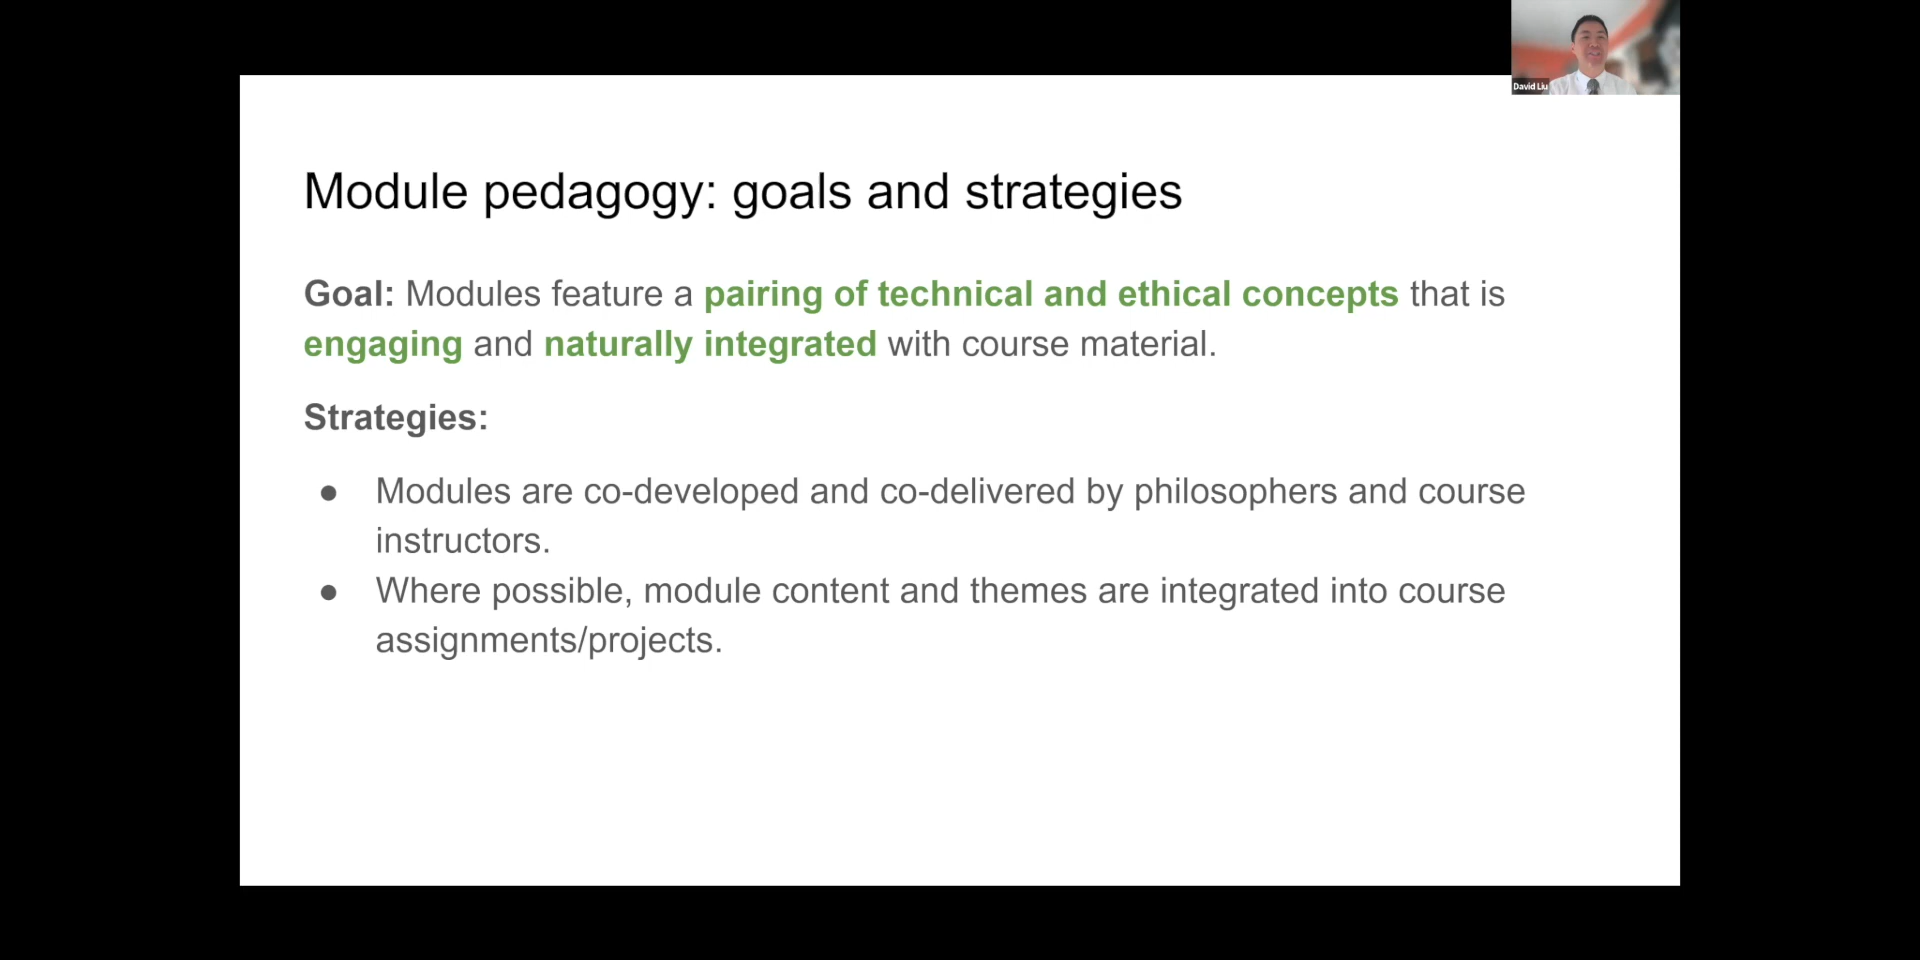 David Liu
Module pedagogy: goals and strategies
Goal: Modules feature a pairing of technical and ethical concepts that is
engaging and naturally integrated with course material.
Strategies:
● Modules are co-developed and co-delivered by philosophers and course
instructors.
● Where possible, module content and themes are integrated into course
assignments/projects.